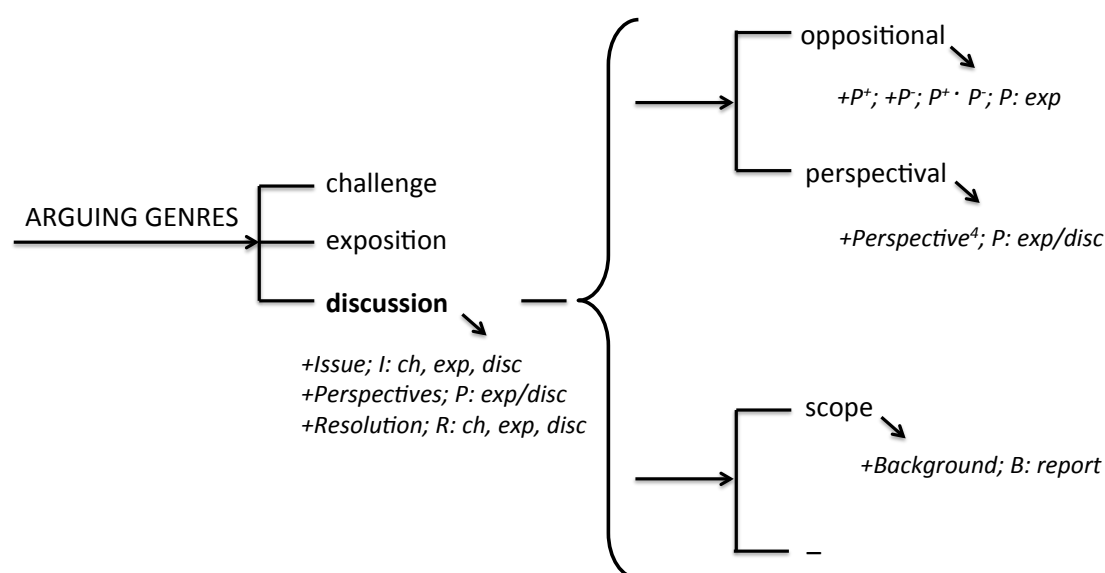 oppositional
+P⁺; +P⁻; P⁺ · P⁻; P: exp
perspectival
+Perspective⁴; P: exp/disc
ARGUING GENRES
challenge
exposition
discussion
+Issue; I: ch, exp, disc
+Perspectives; P: exp/disc
+Resolution; R: ch, exp, disc
scope
+Background; B: report
–